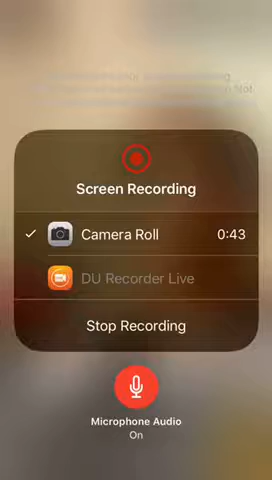 Screen Recording
Camera Roll 0:43
DU Recorder Live
Stop Recording
Microphone Audio
On